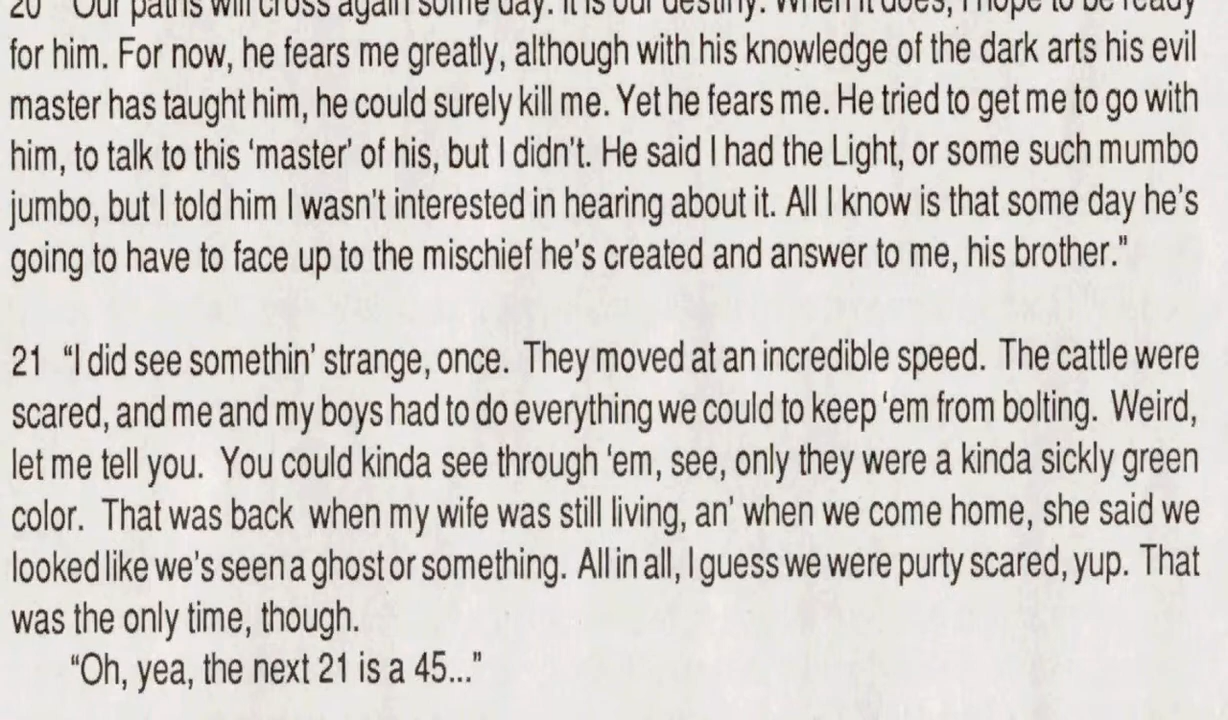 20 "Our paths will cross again some day. It is our destiny. When it does, I hope to be ready
for him. For now, he fears me greatly, although with his knowledge of the dark arts his evil
master has taught him, he could surely kill me. Yet he fears me. He tried to get me to go with
him, to talk to this 'master' of his, but I didn't. He said I had the Light, or some such mumbo
jumbo, but I told him I wasn't interested in hearing about it. All I know is that some day he's
going to have to face up to the mischief he's created and answer to me, his brother."
21 "I did see somethin' strange, once. They moved at an incredible speed. The cattle were
scared, and me and my boys had to do everything we could to keep 'em from bolting. Weird,
let me tell you. You could kinda see through 'em, see, only they were a kinda sickly green
color. That was back when my wife was still living, an' when we come home, she said we
looked like we's seen a ghost or something. All in all, I guess we were purty scared, yup. That
was the only time, though.
"Oh, yea, the next 21 is a 45..."